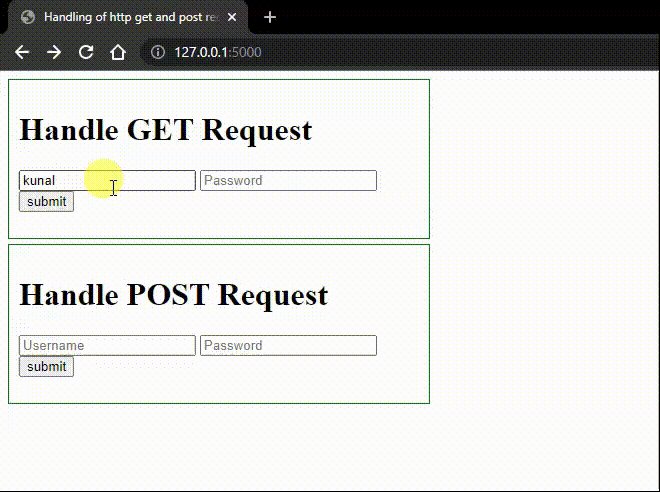 Handling of http get and post re
127.0.0.1:5000
Handle GET Request
kunal Password
submit
Handle POST Request
Username Password
submit